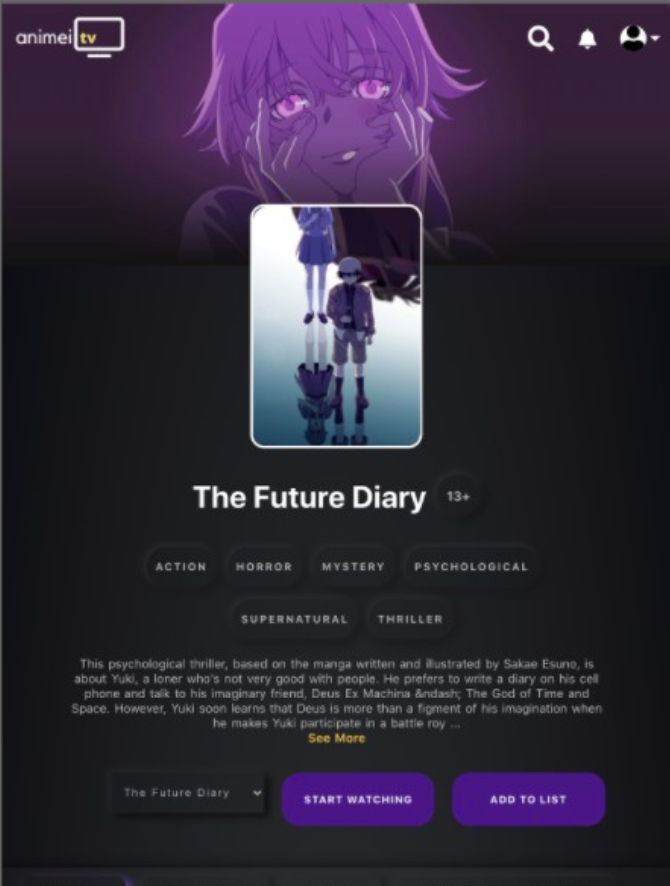 animei tv
The Future Diary 13+
ACTION HORROR MYSTERY PSYCHOLOGICAL
SUPERNATURAL THRILLER
This psychological thriller, based on the manga written and illustrated by Sakae Esuno, is
about Yuki, a loner who's not very good with people. He prefers to write a diary on his cell
phone and talk to his imaginary friend, Deus Ex Machina &ndash; The God of Time and
Space. However, Yuki soon learns that Deus is more than a figment of his imagination when
he makes Yuki participate in a battle roy ...
See More
The Future Diary START WATCHING ADD TO LIST